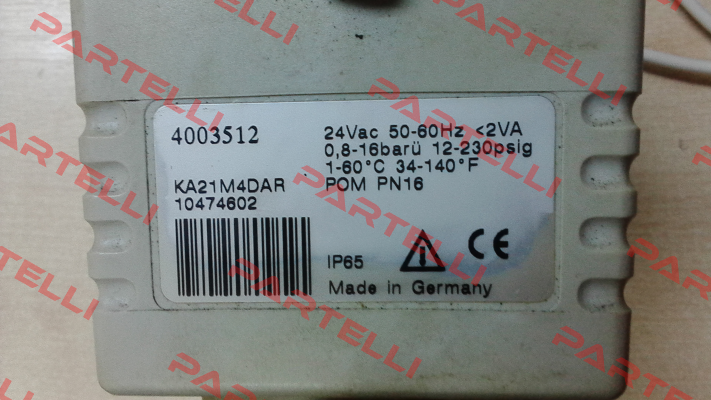 4003512
24Vac 50-60Hz <2VA
0,8-16barü 12-230psig
1-60°C 34-140°F
POM PN16
KA21M4DAR
10474602
IP65
CE
Made in Germany
PARTELLI
PARTELLI
PARTELLI
PARTELLI
PARTELLI
PARTELLI
PARTELLI